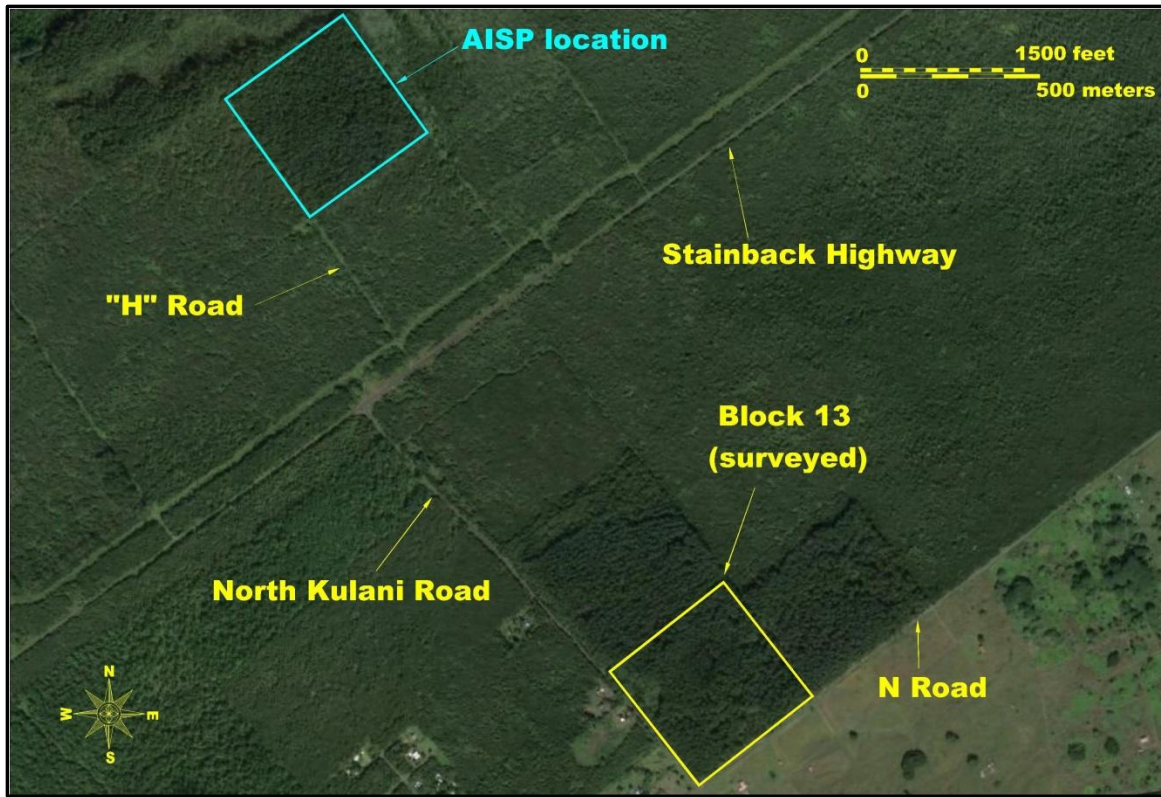 AISP location
0 1500 feet
0 500 meters
Stainback Highway
"H" Road
Block 13
(surveyed)
North Kulani Road
N Road
N
W E
S